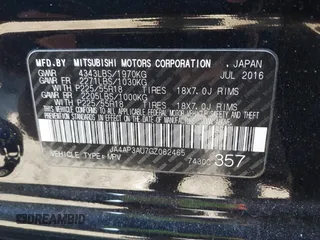 MFD.BY MITSUBISHI MOTORS CORPORATION , JAPAN
GVWR 4343LBS/1970KG JUL 2016
GAWR FR 2271LBS/1030KG
WITH P225/55R18 TIRES 18X7.0J RIMS
GAWR RR 2205LBS/1000KG
WITH P225/55R18 TIRES 18X7.0J RIMS
JA4AP3AU7GZ062465
VEHICLE TYPE: MPV 74300 357
DREAMBID